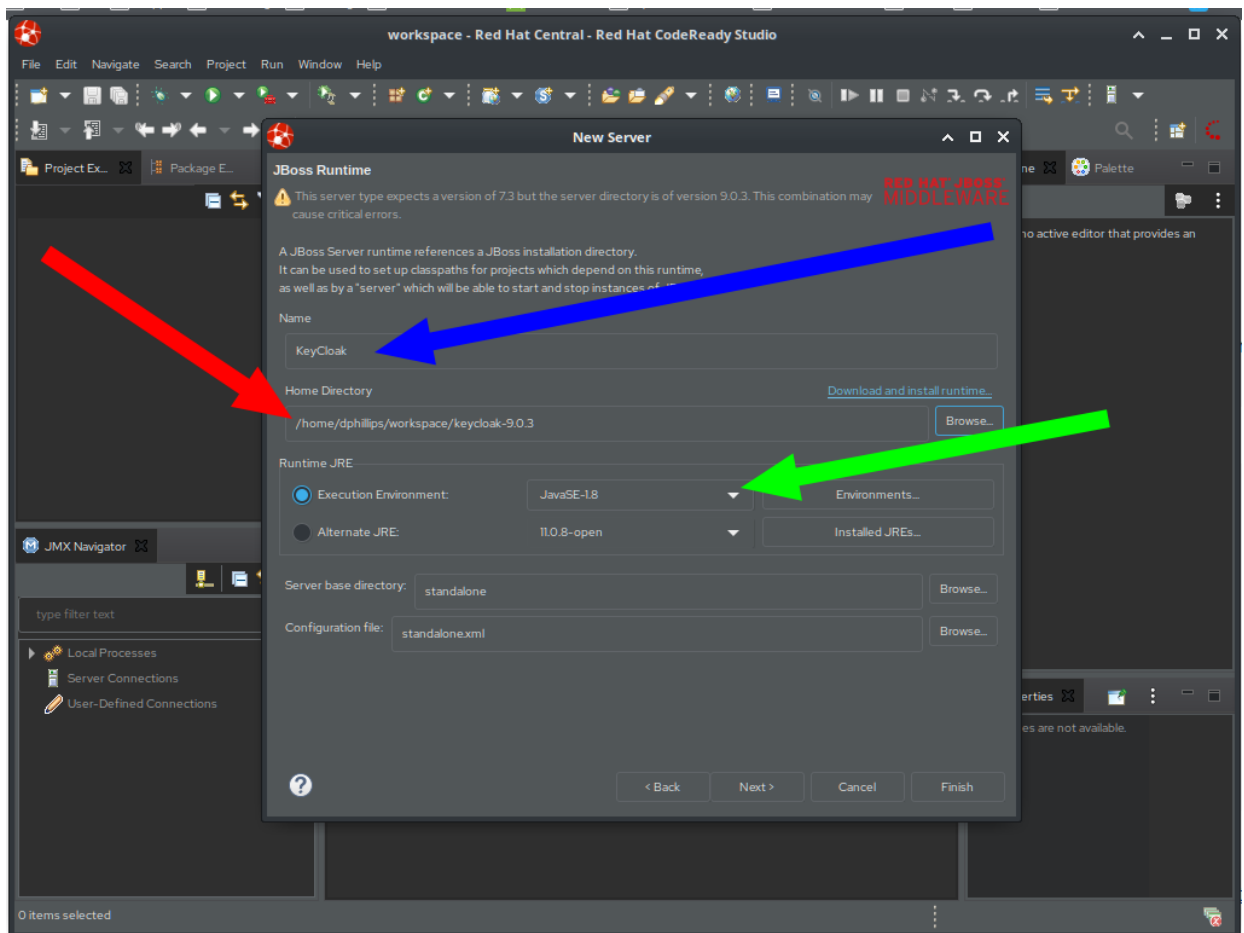 workspace - Red Hat Central - Red Hat CodeReady Studio
File Edit Navigate Search Project Run Window Help
New Server
Project Ex... Package E...
JBoss Runtime
ne Palette
RED HAT JBOSS
MIDDLEWARE
This server type expects a version of 7.3 but the server directory is of version 9.0.3. This combination may
cause critical errors.
no active editor that provides an
A JBoss Server runtime references a JBoss installation directory.
It can be used to set up classpaths for projects which depend on this runtime,
as well as by a "server" which will be able to start and stop instances of
Name
KeyCloak
Home Directory Download and install runtime...
/home/dphillips/workspace/keycloak-9.0.3 Browse...
Runtime JRE
Execution Environment: JavaSE-1.8 Environments...
Alternate JRE: 11.0.8-open Installed JREs...
JMX Navigator
Server base directory: standalone Browse...
type filter text
Configuration file: standalone.xml Browse...
Local Processes
Server Connections
User-Defined Connections
erties
es are not available.
< Back Next > Cancel Finish
0 items selected